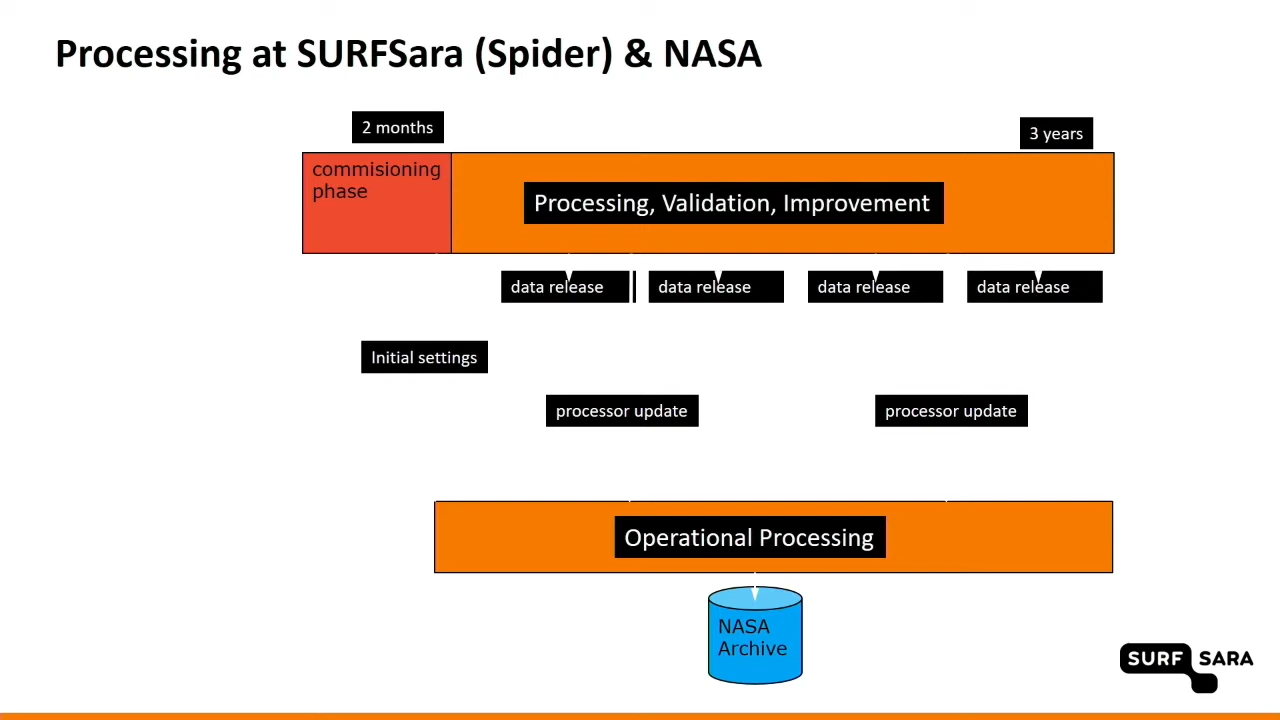 Processing at SURFSara (Spider) & NASA
2 months
3 years
commisioning
phase
Processing, Validation, Improvement
data release
data release
data release
data release
Initial settings
processor update
processor update
Operational Processing
NASA
Archive
SURF SARA